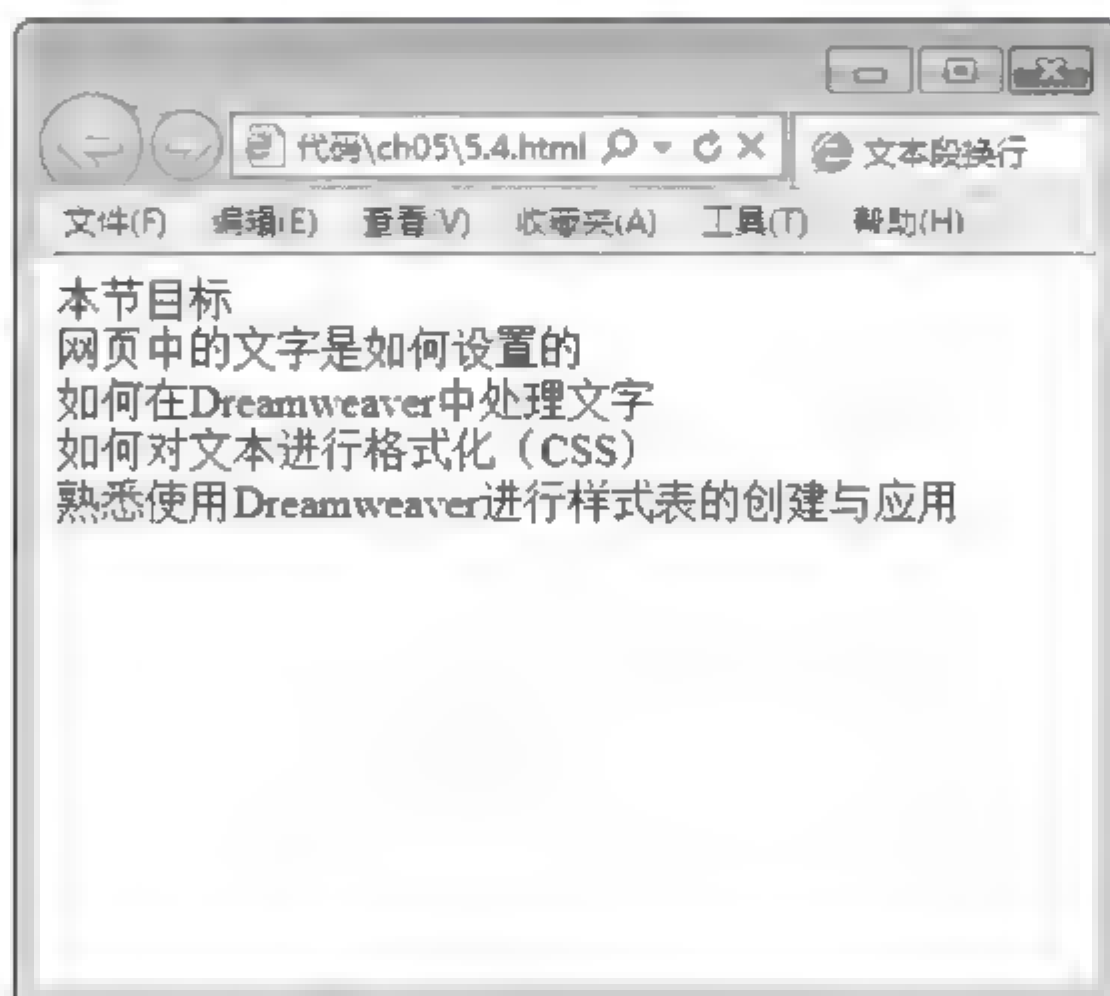 代码\ch05\5.4.html
文本段换行
文件(F) 编辑(E) 查看(V) 收藏夹(A) 工具(T) 帮助(H)
本节目标
网页中的文字是如何设置的
如何在Dreamweaver中处理文字
如何对文本进行格式化（CSS）
熟悉使用Dreamweaver进行样式表的创建与应用